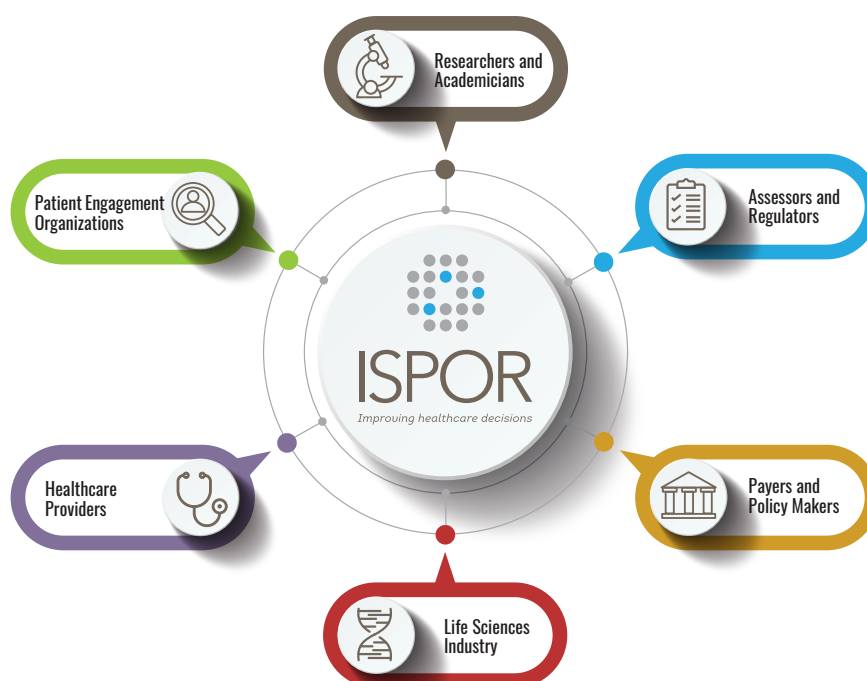 Researchers and
Academicians
Patient Engagement
Organizations
Assessors and
Regulators
ISPOR
Improving healthcare decisions
Healthcare
Providers
Payers and
Policy Makers
Life Sciences
Industry